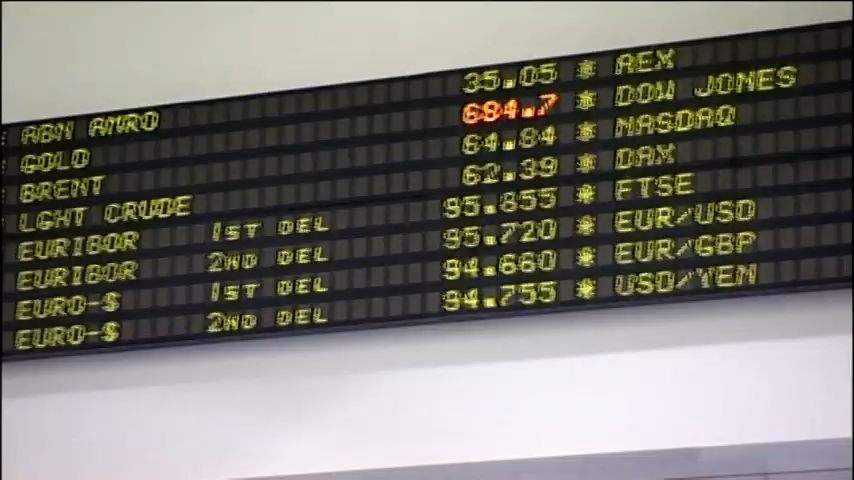 ABN AMRO 35.05 * AEX
GOLD 684.7 * DOW JONES
BRENT 64.84 * NASDAQ
LGHT CRUDE 62.39 * DAX
EURIBOR 1ST DEL 95.855 * FTSE
EURIBOR 2ND DEL 95.720 * EUR/USD
EURO-$ 1ST DEL 94.660 * EUR/GBP
EURO-$ 2ND DEL 94.755 * USD/YEN